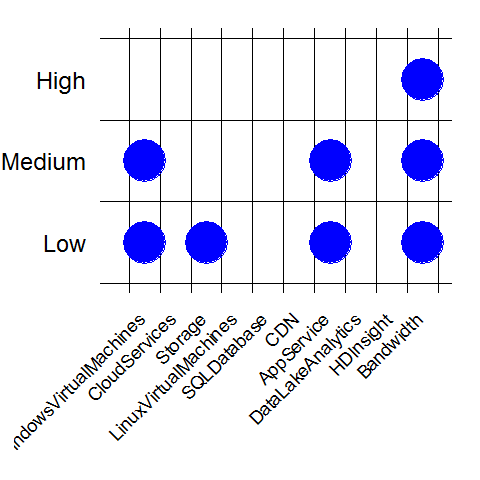 High
Medium
Low
ndowsVirtualMachines
CloudServices
Storage
LinuxVirtualMachines
SQLDatabase
CDN
AppService
DataLakeAnalytics
HDInsight
Bandwidth